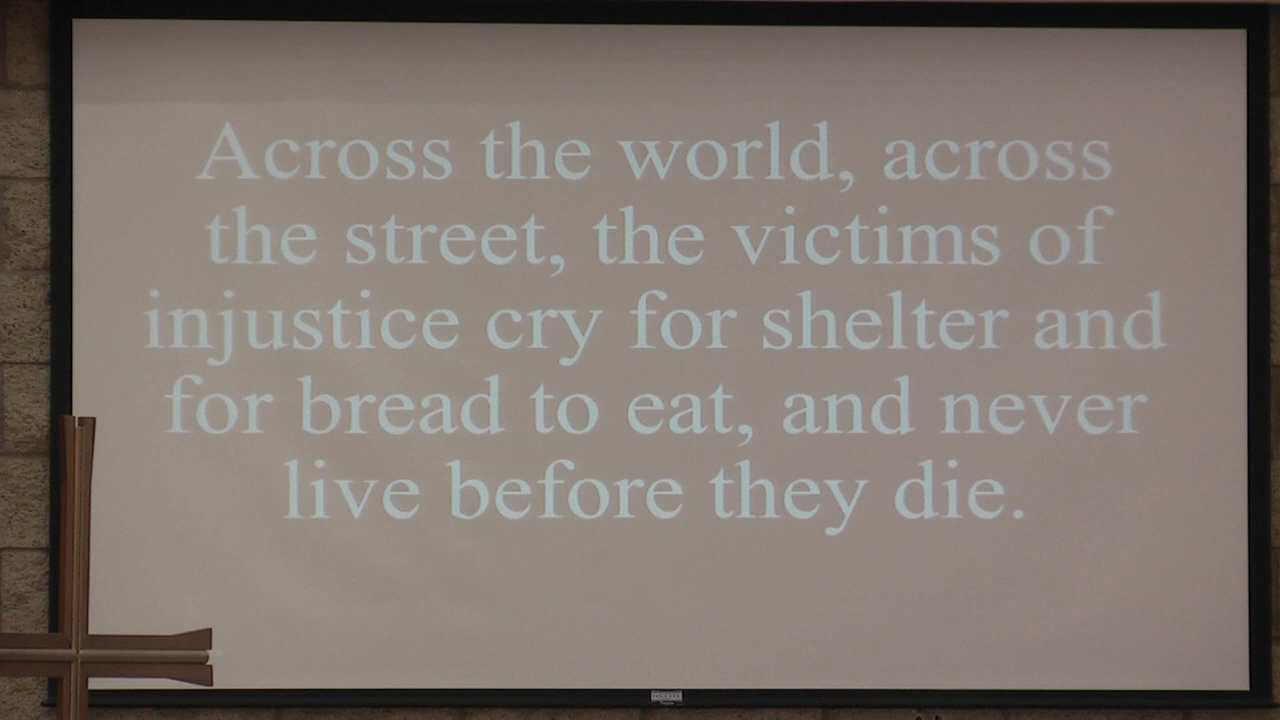 Across the world, across
the street, the victims of
injustice cry for shelter and
for bread to eat, and never
live before they die.